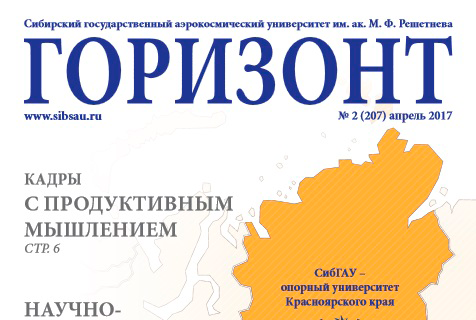 Сибирский государственный аэрокосмический университет им. ак. М. Ф. Решетнева
ГОРИЗОНТ
www.sibsau.ru
№ 2 (207) апрель 2017
КАДРЫ
С ПРОДУКТИВНЫМ
МЫШЛЕНИЕМ
СТР. 6
НАУЧНО-
СибГАУ –
опорный университет
Красноярского края